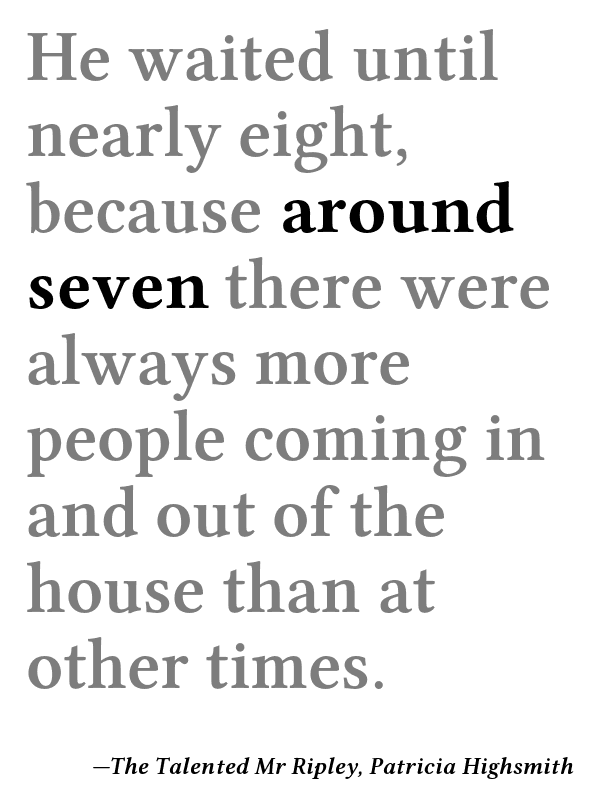 He waited until
nearly eight,
because around
seven there were
always more
people coming in
and out of the
house than at
other times.
—The Talented Mr Ripley, Patricia Highsmith